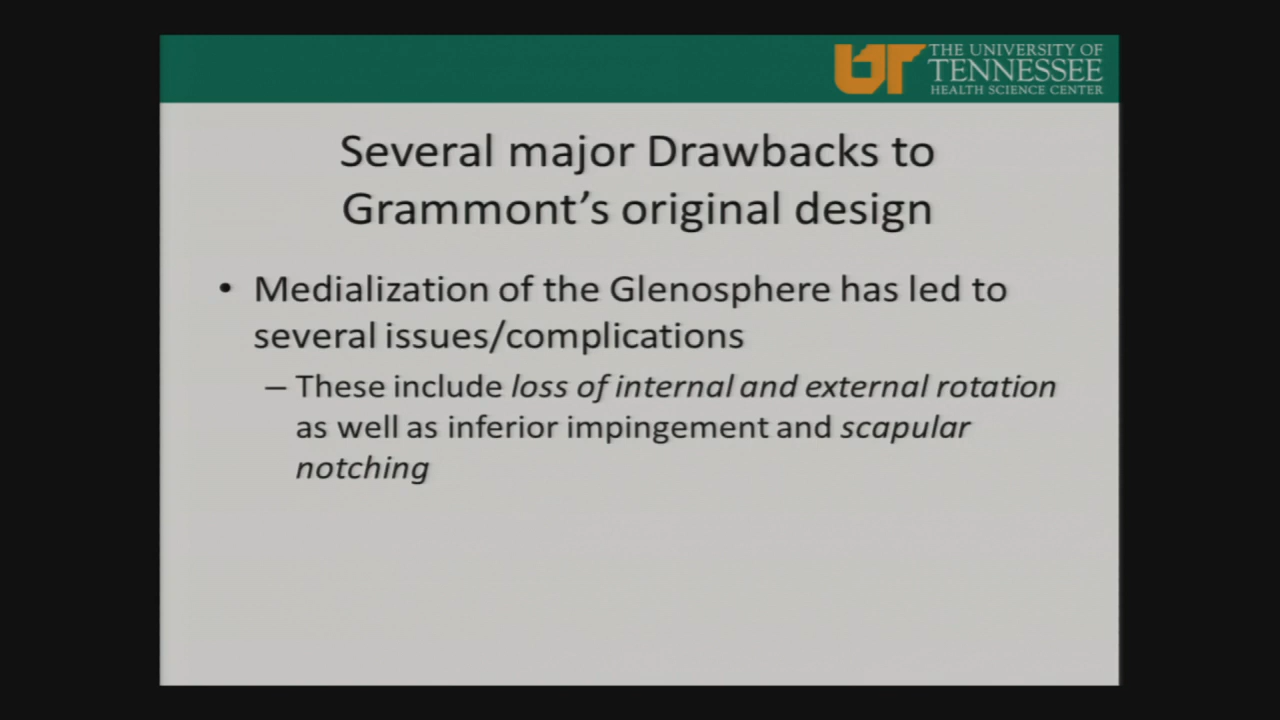 UT THE UNIVERSITY OF
TENNESSEE
HEALTH SCIENCE CENTER
Several major Drawbacks to
Grammont's original design
• Medialization of the Glenosphere has led to
several issues/complications
– These include loss of internal and external rotation
as well as inferior impingement and scapular
notching